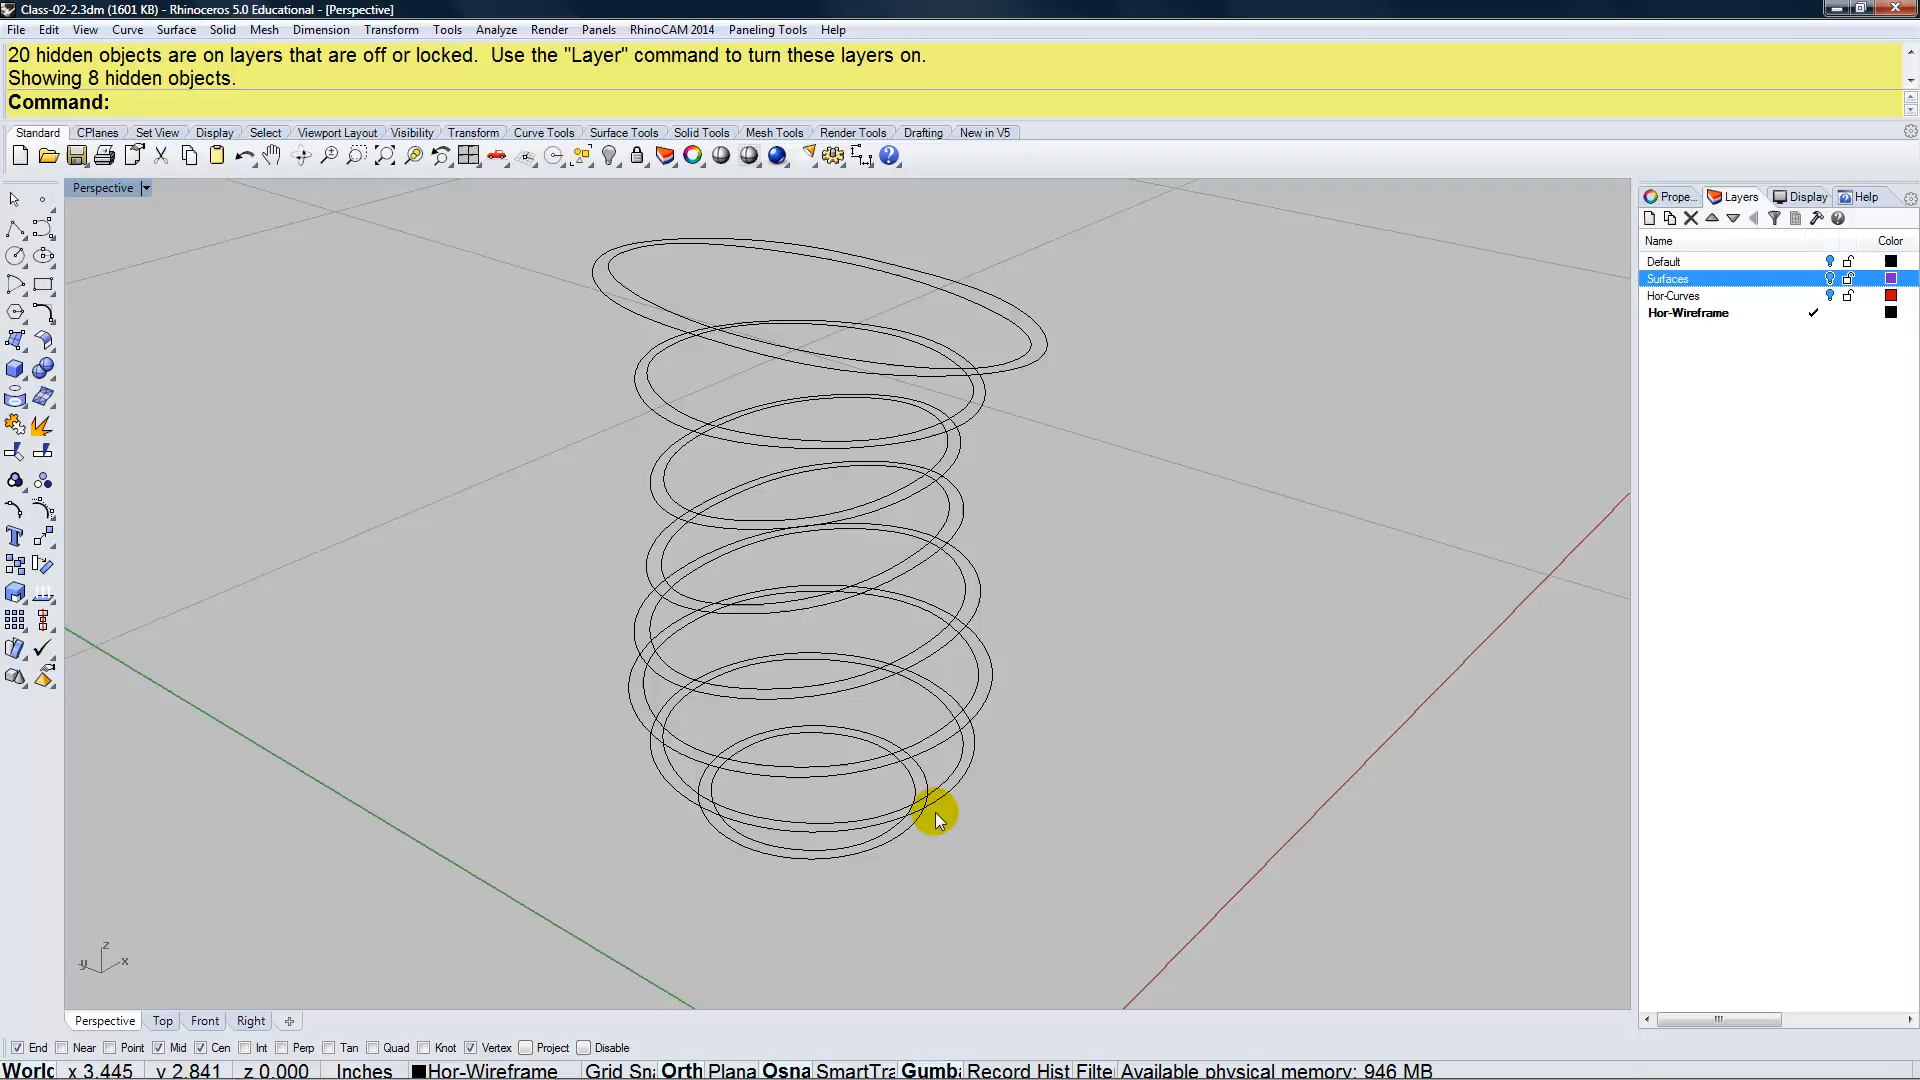 Class-02-2.3dm (1601 KB) - Rhinoceros 5.0 Educational - [Perspective]
File Edit View Curve Surface Solid Mesh Dimension Transform Tools Analyze Render Panels RhinoCAM 2014 Paneling Tools Help
20 hidden objects are on layers that are off or locked.  Use the "Layer" command to turn these layers on.
Showing 8 hidden objects.
Command:
Standard CPlanes Set View Display Select Viewport Layout Visibility Transform Curve Tools Surface Tools Solid Tools Mesh Tools Render Tools Drafting New in V5
Perspective
Prope... Layers Display Help
Name Color
Default
Surfaces
Hor-Curves
Hor-Wireframe
z
y x
Perspective Top Front Right
End Near Point Mid Cen Int Perp Tan Quad Knot Vertex Project Disable
World x 3.445 y 2.841 z 0.000 Inches Hor-Wireframe Grid Sn Orth Plana Osna SmartTra Gumb Record Hist Filte Available physical memory: 946 MB